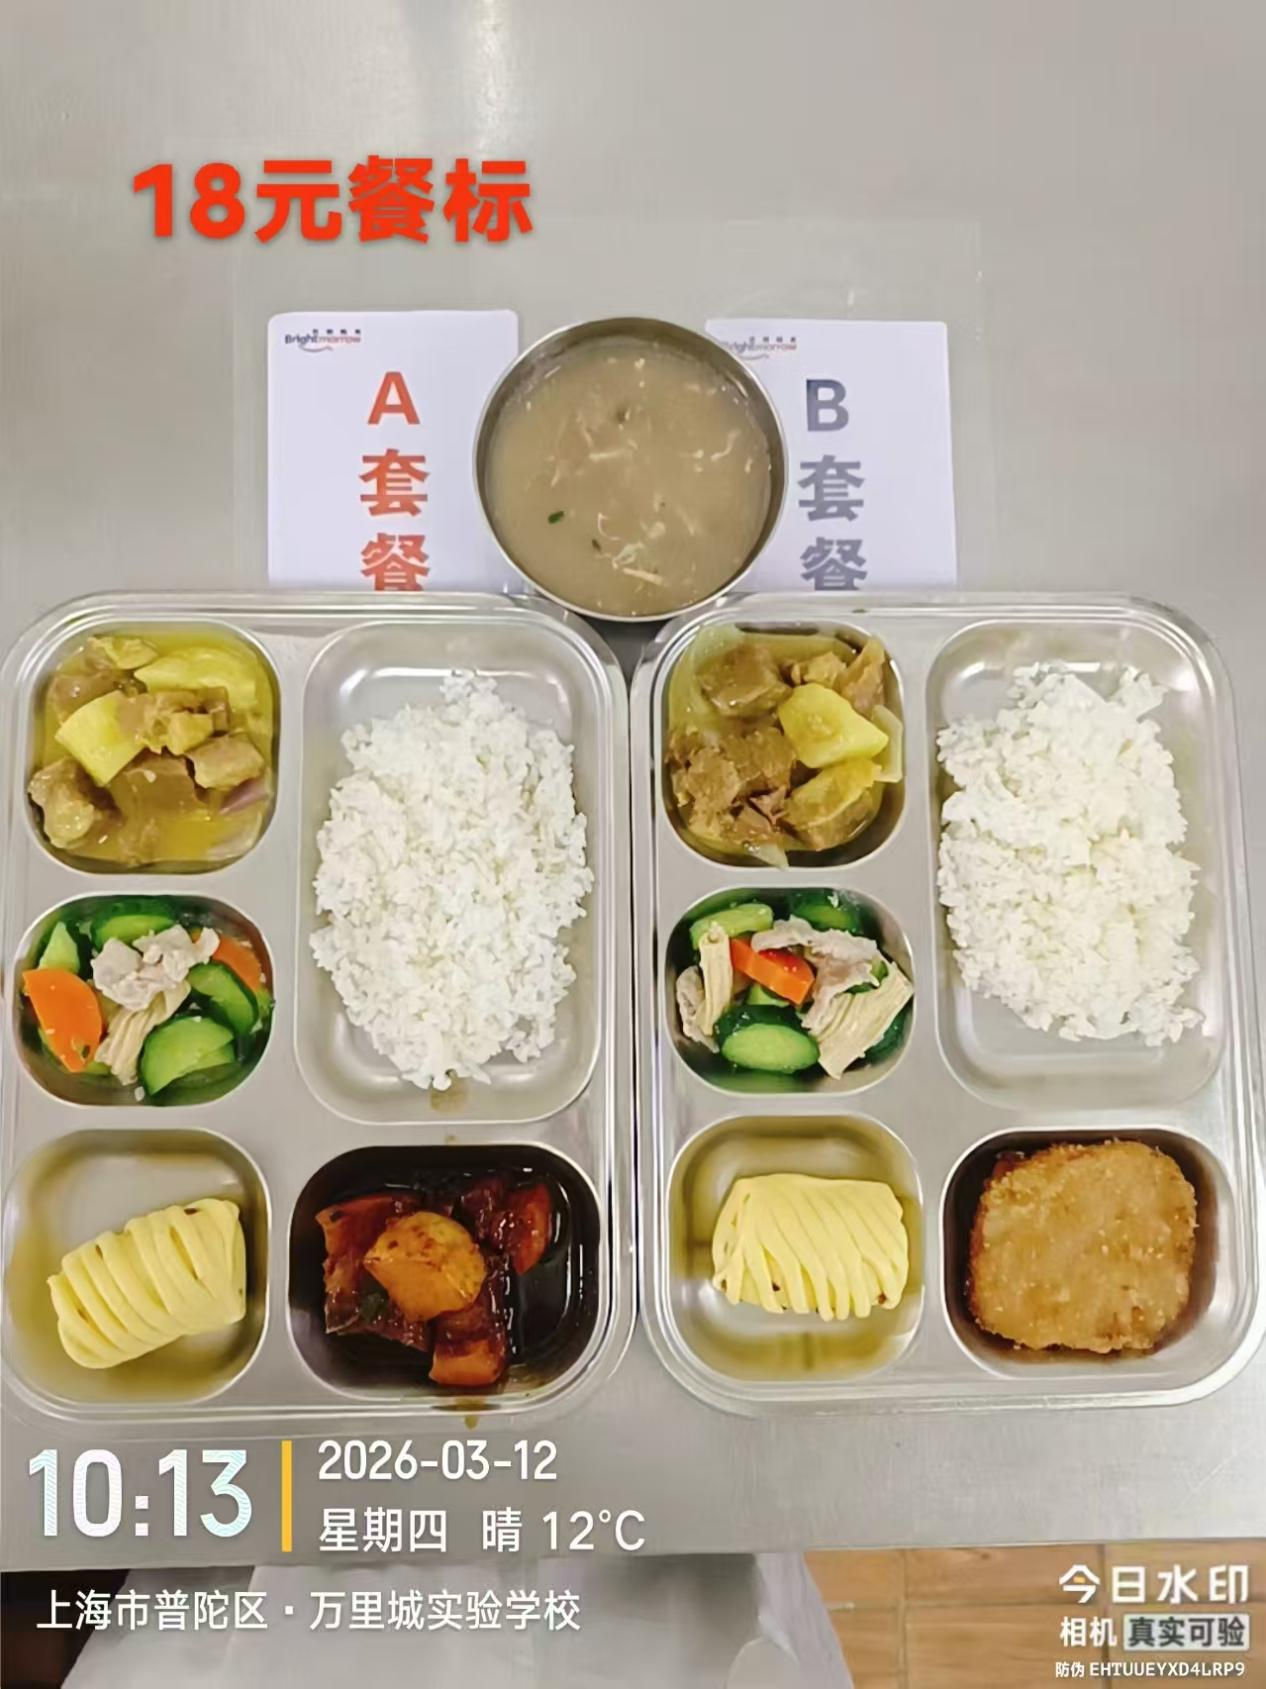 18元餐标
Brightmorrow
A
套
餐
B
套
餐
10:13
2026-03-12
星期四 晴 12°C
上海市普陀区·万里城实验学校
今日水印
相机 真实可验
防伪 EHTUUEYXD4LRP9